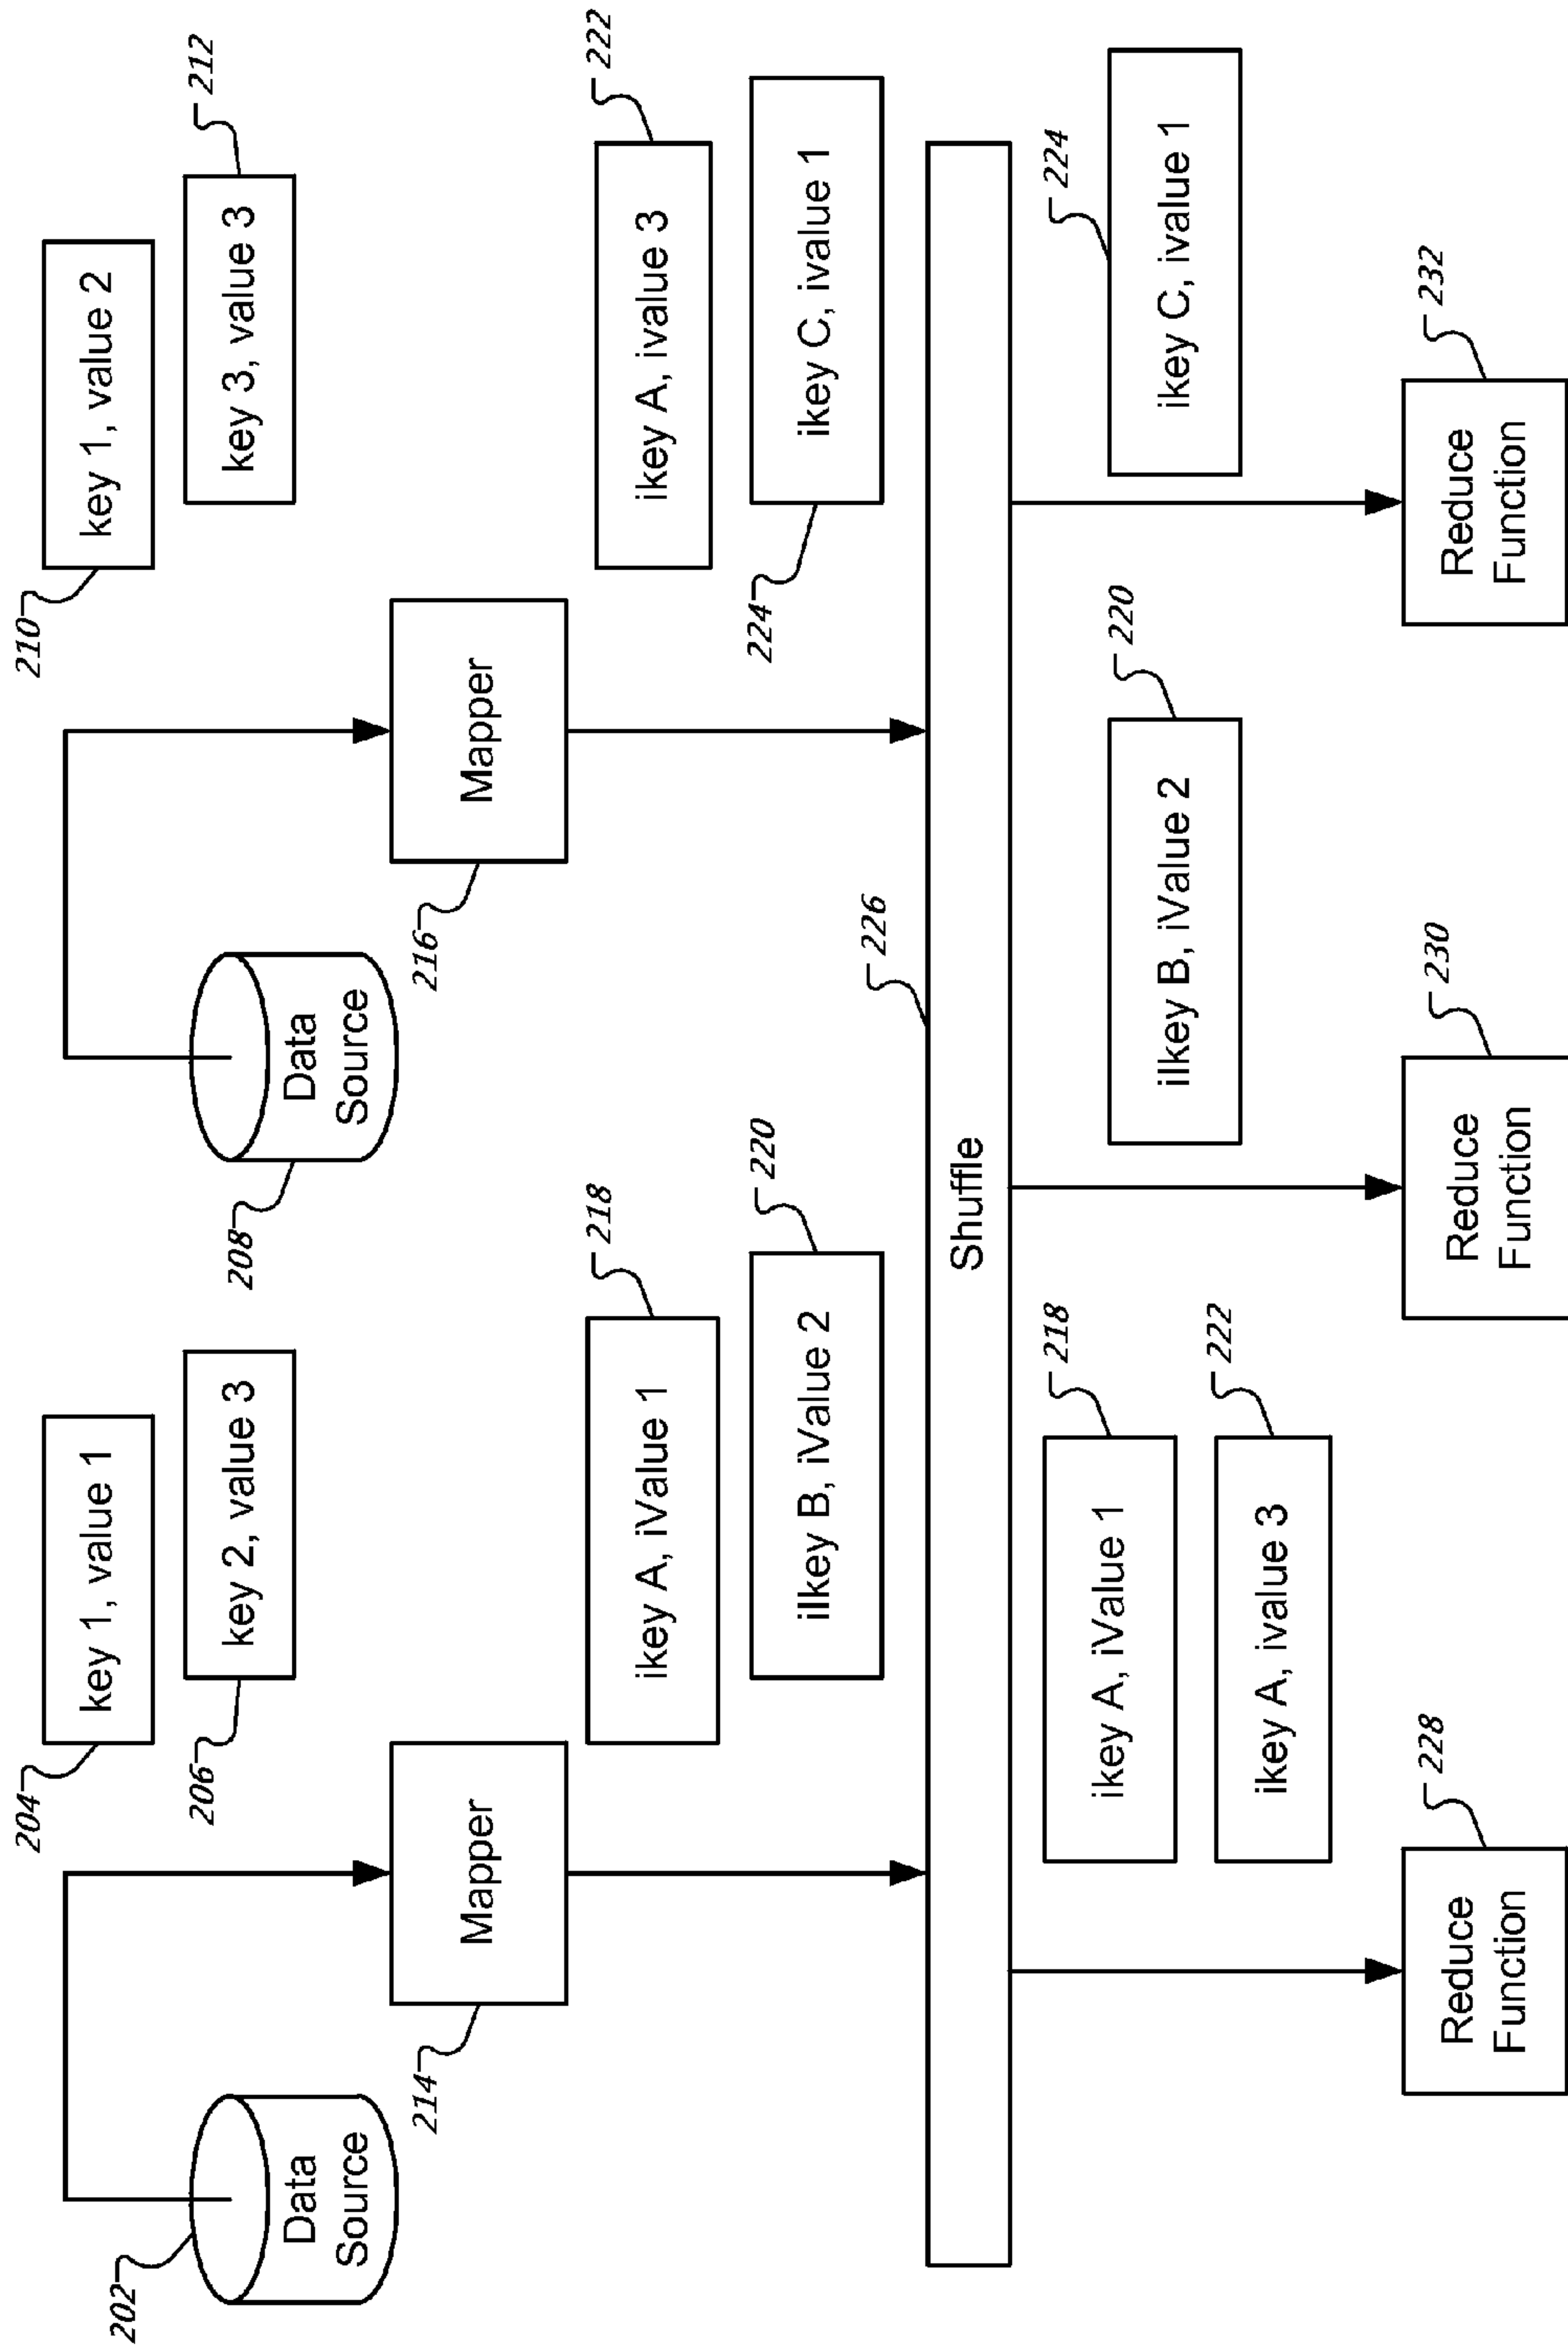 204
key 1, value 1
206
key 2, value 3
210
key 1, value 2
key 3, value 3
212
202
Data
Source
214
Mapper
208
Data
Source
216
Mapper
ikey A, iValue 1
218
ilkey B, iValue 2
220
ikey A, ivalue 3
222
224
ikey C, ivalue 1
226
Shuffle
ikey A, iValue 1
218
ikey A, ivalue 3
222
ilkey B, iValue 2
220
ikey C, ivalue 1
224
Reduce
Function
228
Reduce
Function
230
Reduce
Function
232